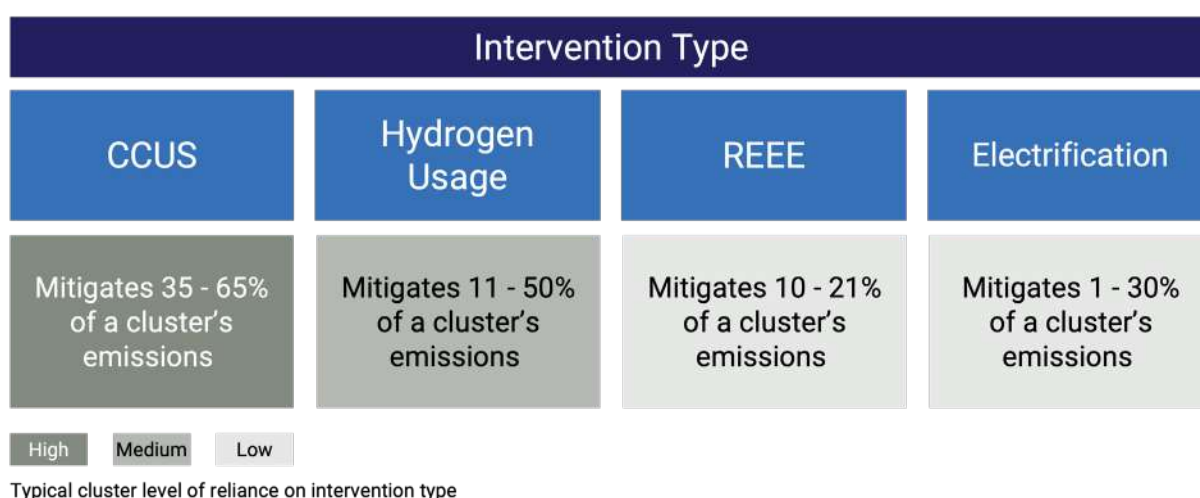 Intervention Type
CCUS
Hydrogen
Usage
REEE
Electrification
Mitigates 35 - 65%
of a cluster’s
emissions
Mitigates 11 - 50%
of a cluster’s
emissions
Mitigates 10 - 21%
of a cluster’s
emissions
Mitigates 1 - 30%
of a cluster’s
emissions
High
Medium
Low
Typical cluster level of reliance on intervention type